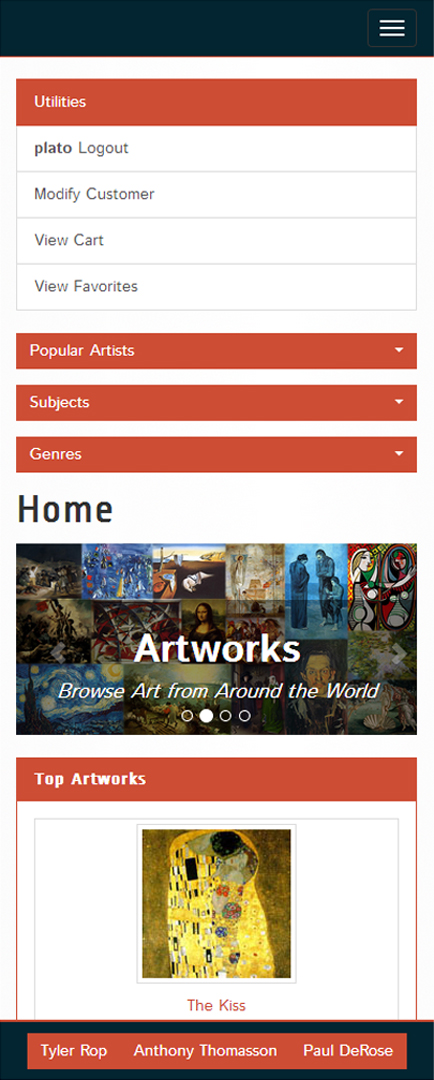 Utilities
plato Logout
Modify Customer
View Cart
View Favorites
Popular Artists
Subjects
Genres
Home
Artworks
Browse Art from Around the World
Top Artworks
The Kiss
Tyler Rop Anthony Thomasson Paul DeRose